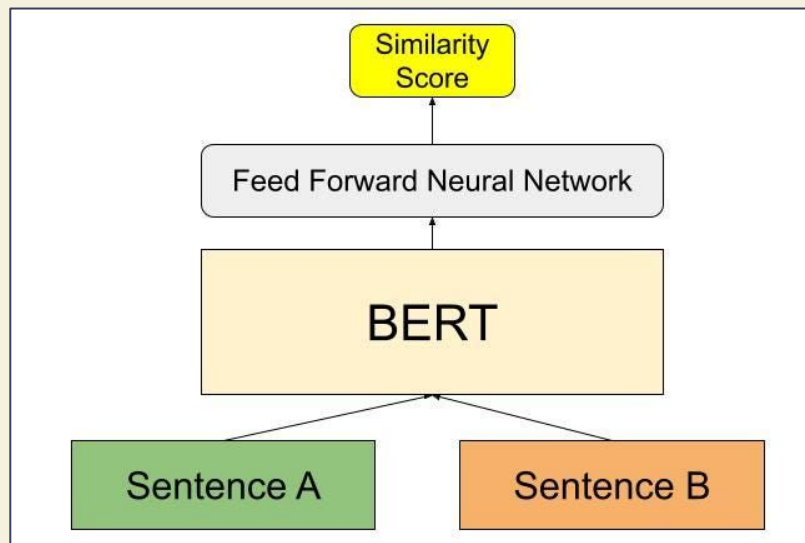 Similarity
Score
Feed Forward Neural Network
BERT
Sentence A
Sentence B